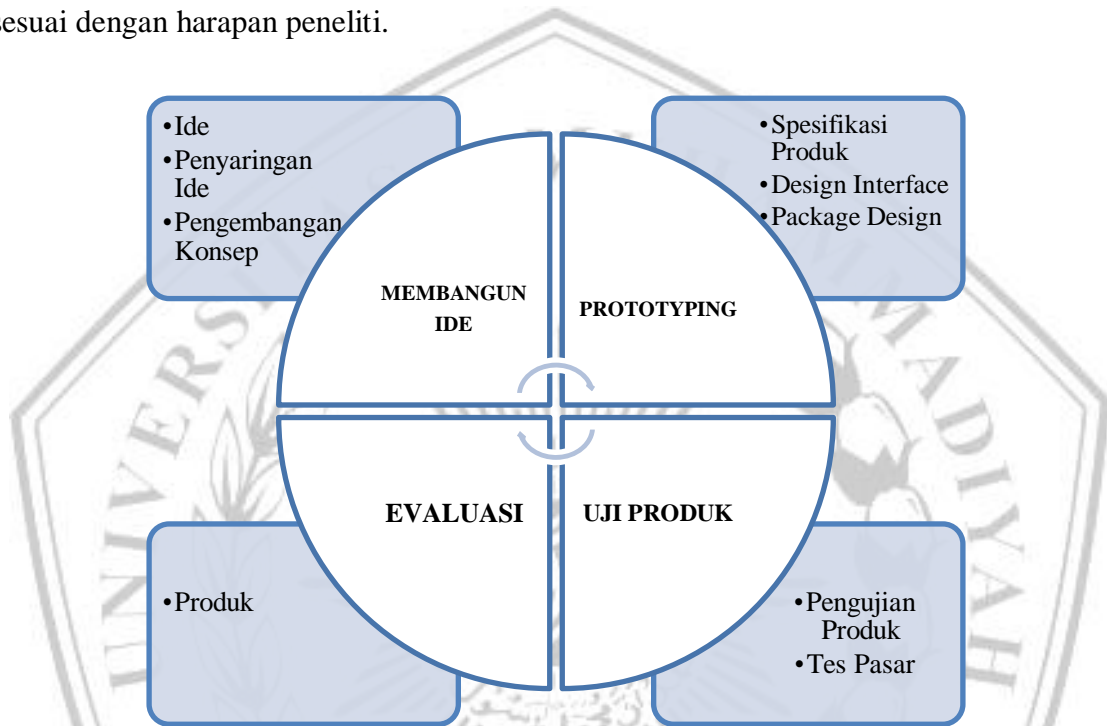 sesuai dengan harapan peneliti.
•Ide
•Penyaringan
Ide
•Pengembangan
Konsep
•Spesifikasi
Produk
•Design Interface
•Package Design
MEMBANGUN
IDE
PROTOTYPING
EVALUASI
UJI PRODUK
•Produk
•Pengujian
Produk
•Tes Pasar